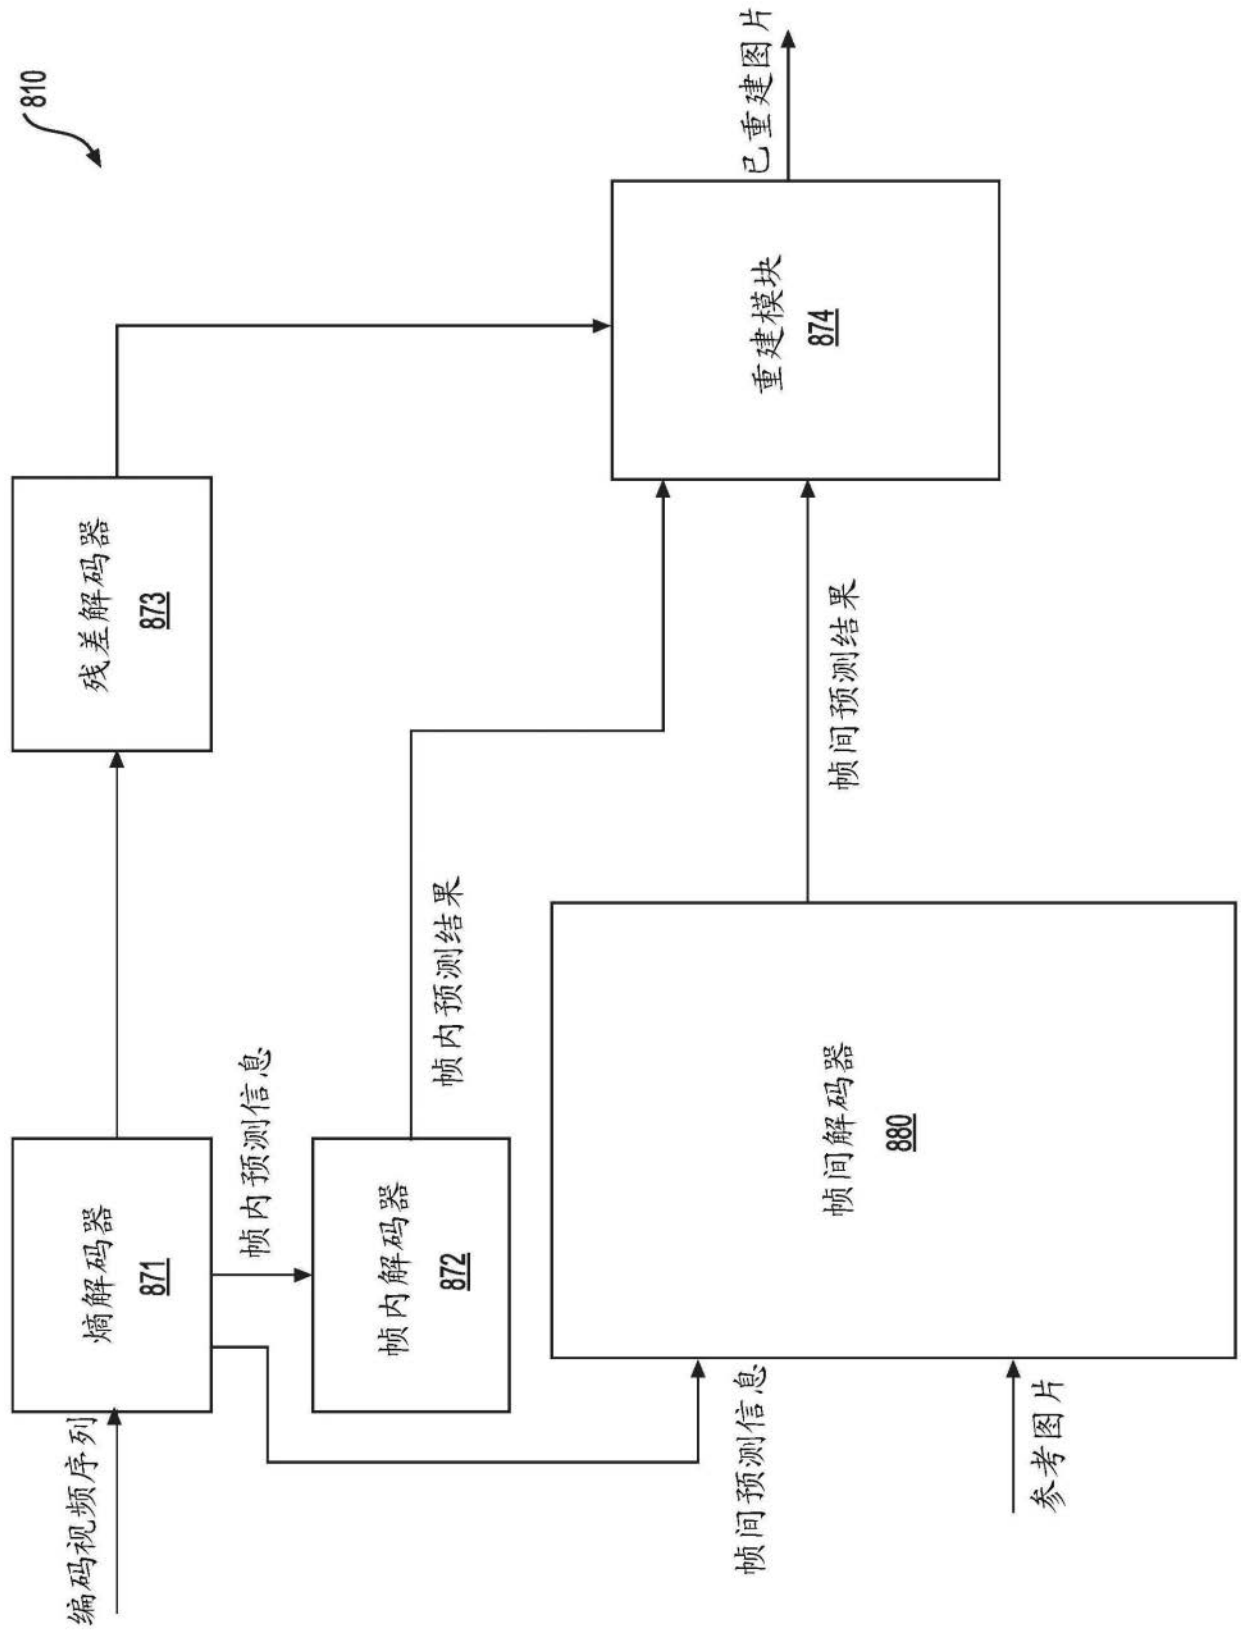 810
编码视频序列
熵解码器
871
残差解码器
873
帧内预测信息
帧内解码器
872
帧内预测结果
已重建图片
重建模块
874
帧间预测信息
帧间解码器
880
帧间预测结果
参考图片